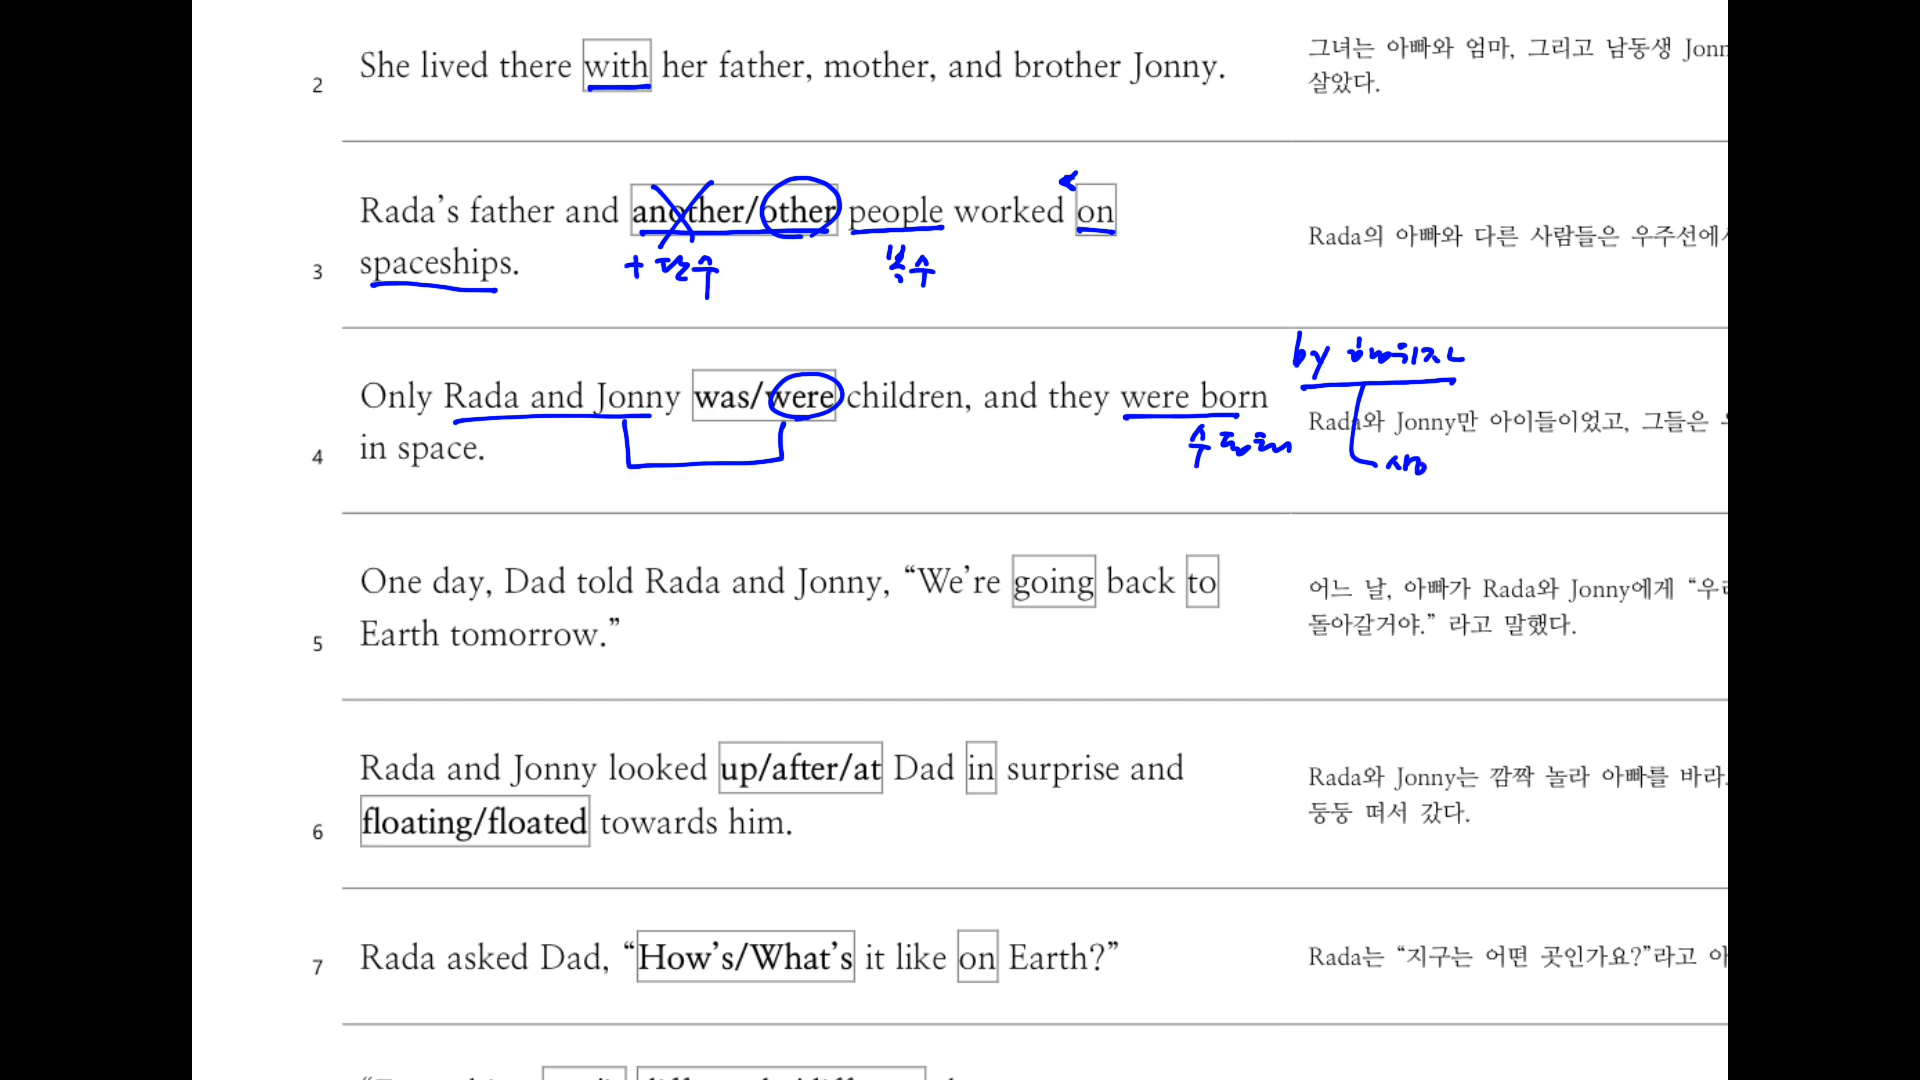 She lived there with her father, mother, and brother Jonny.
그녀는 아빠와 엄마, 그리고 남동생 Jonn
살았다.
2
Rada's father and another/other people worked on
spaceships.
+ 단수
복수
Rada의 아빠와 다른 사람들은 우주선에서
3
by 행위자
Only Rada and Jonny was/were children, and they were born
in space.
수동태
Rada와 Jonny만 아이들이었고, 그들은
4
One day, Dad told Rada and Jonny, “We're going back to
Earth tomorrow.”
어느 날, 아빠가 Rada와 Jonny에게 “우리
돌아갈거야.” 라고 말했다.
5
Rada and Jonny looked up/after/at Dad in surprise and
floating/floated towards him.
Rada와 Jonny는 깜짝 놀라 아빠를 바라
둥둥 떠서 갔다.
6
Rada asked Dad, “How's/What's it like on Earth?”
Rada는 “지구는 어떤 곳인가요?”라고 아
7